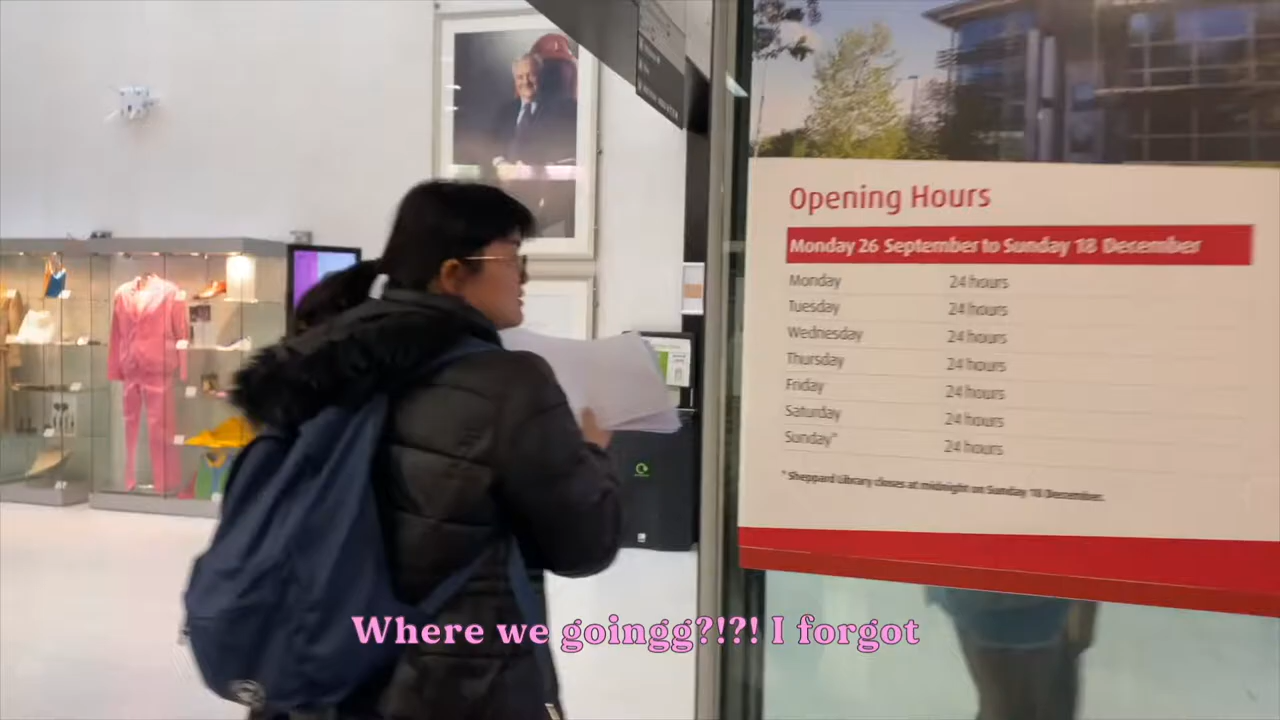 Opening Hours
Monday 26 September to Sunday 18 December
Monday 24 hours
Tuesday 24 hours
Wednesday 24 hours
Thursday 24 hours
Friday 24 hours
Saturday 24 hours
Sunday* 24 hours
* Sheppard Library closes at midnight on Sunday 18 December.
Where we goingg?!?! I forgot